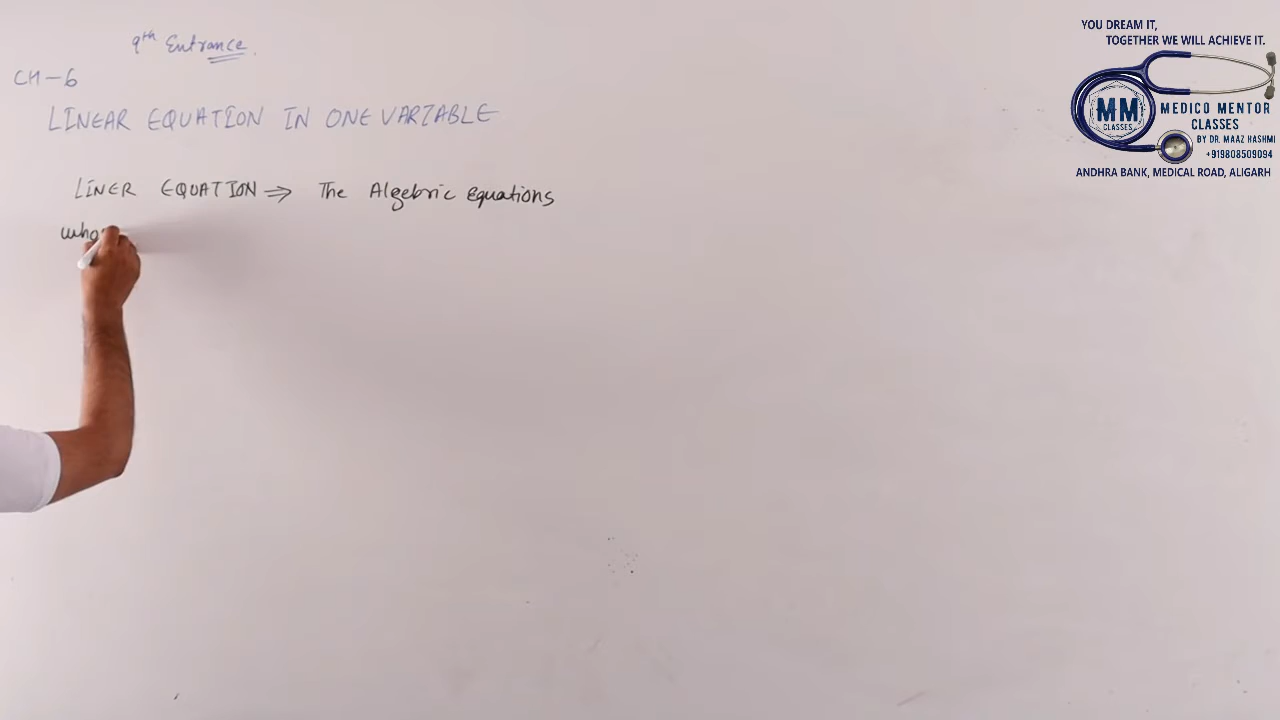 9th Entrance.
CH-6
LINEAR EQUATION IN ONE VARIABLE
LINER EQUATION ⇒ The Algebric equations
YOU DREAM IT,
TOGETHER WE WILL ACHIEVE IT.
MM
CLASSES
MEDICO MENTOR
CLASSES
BY DR. MAAZ HASHMI
+919808509094
ANDHRA BANK, MEDICAL ROAD, ALIGARH